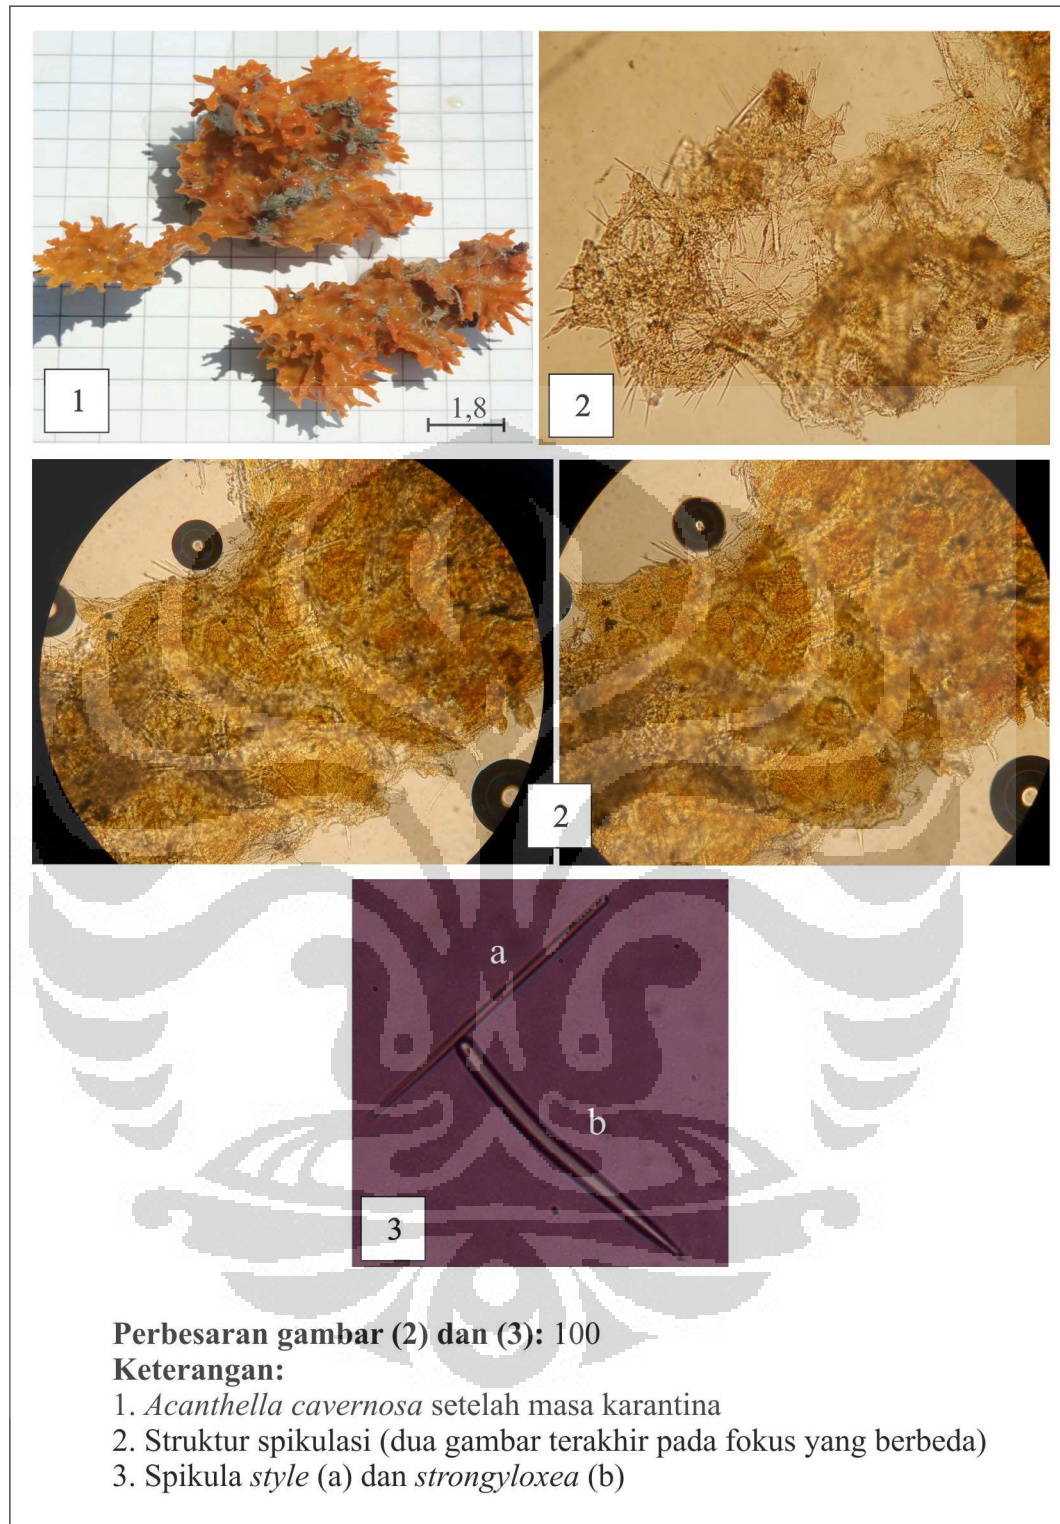 1
1,8
2
2
a
b
3
Perbesaran gambar (2) dan (3): 100
Keterangan:
1. Acanthella cavernosa setelah masa karantina
2. Struktur spikulasi (dua gambar terakhir pada fokus yang berbeda)
3. Spikula style (a) dan strongyloxea (b)